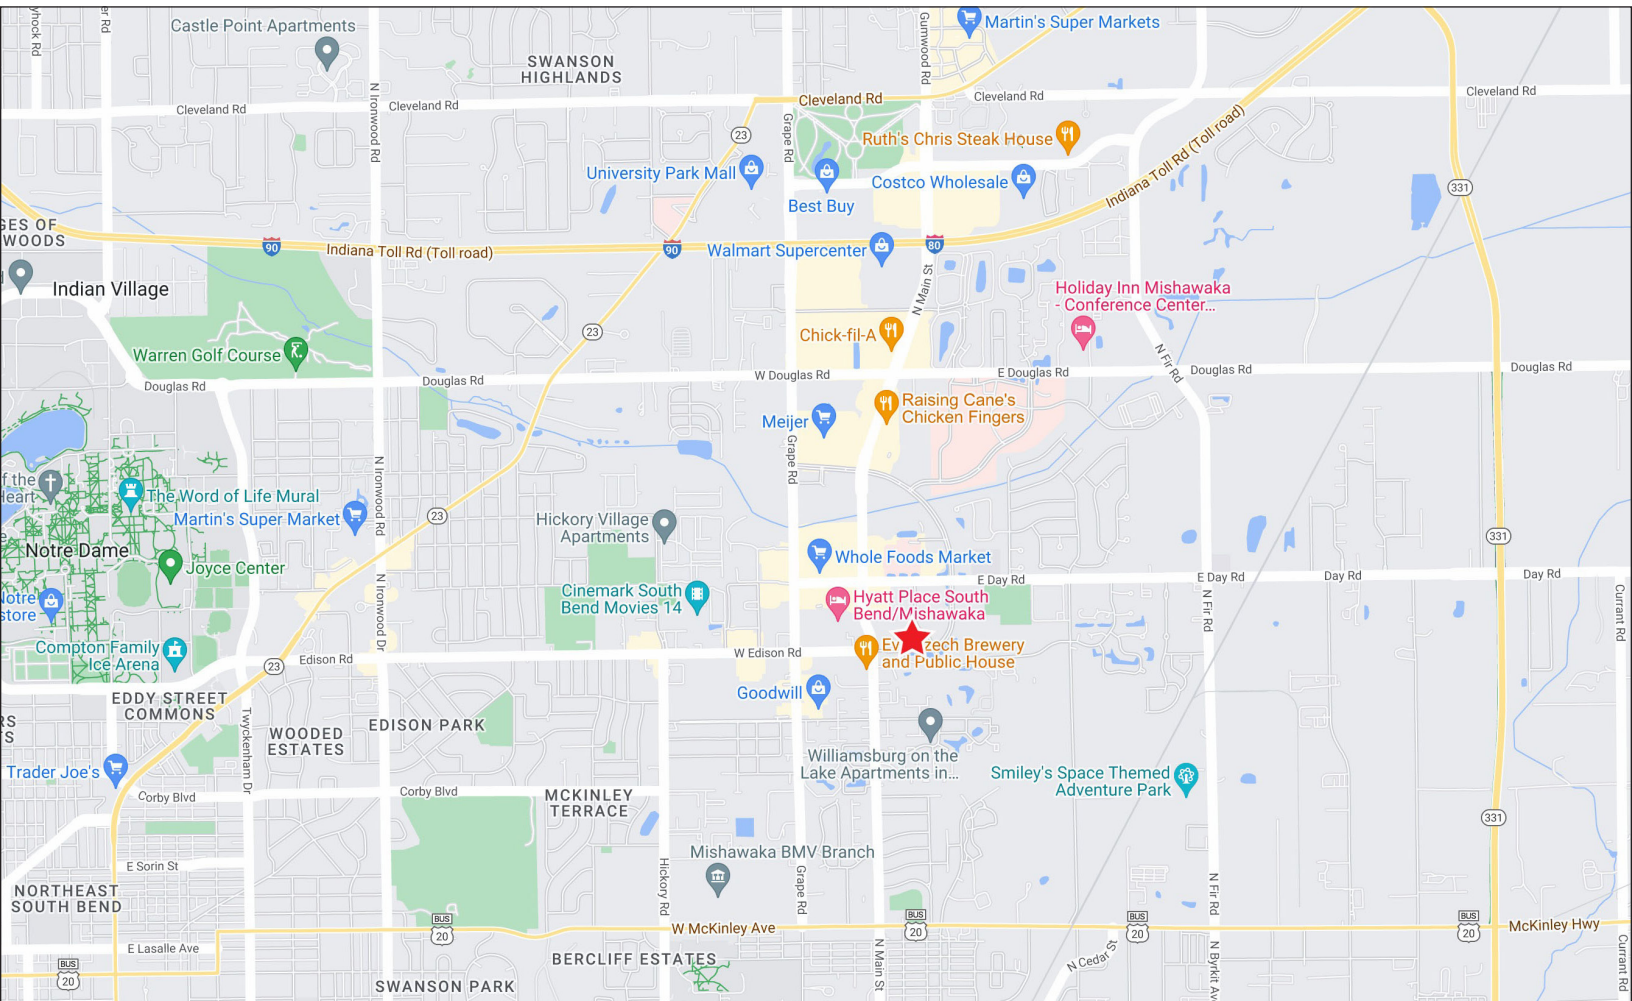 Castle Point Apartments
Martin's Super Markets
Gumwood Rd
SWANSON
HIGHLANDS
N Ironwood Rd
Cleveland Rd
Cleveland Rd
Cleveland Rd
Cleveland Rd
Cleveland Rd
23
Grape Rd
Ruth's Chris Steak House
University Park Mall
Best Buy
Costco Wholesale
Indiana Toll Rd (Toll road)
331
GES OF
WOODS
90
Indiana Toll Rd (Toll road)
90
Walmart Supercenter
80
Indian Village
N Main St
Holiday Inn Mishawaka
- Conference Center...
23
Chick-fil-A
Warren Golf Course
N Fir Rd
Douglas Rd
Douglas Rd
W Douglas Rd
E Douglas Rd
Douglas Rd
Douglas Rd
Raising Cane's
Chicken Fingers
Meijer
Grape Rd
N Ironwood Rd
f the
Heart
The Word of Life Mural
Martin's Super Market
23
Hickory Village
Apartments
331
Notre Dame
Joyce Center
Whole Foods Market
E Day Rd
E Day Rd
Day Rd
Day Rd
Notre
store
Cinemark South
Bend Movies 14
Hyatt Place South
Bend/Mishawaka
N Ironwood Dr
N Fir Rd
Currant Rd
Compton Family
Ice Arena
23
Edison Rd
W Edison Rd
zech Brewery
and Public House
EDDY STREET
COMMONS
Goodwill
Twyckenham Dr
WOODED
ESTATES
EDISON PARK
Trader Joe's
Williamsburg on the
Lake Apartments in...
Smiley's Space Themed
Adventure Park
Corby Blvd
Corby Blvd
MCKINLEY
TERRACE
331
E Sorin St
Mishawaka BMV Branch
NORTHEAST
SOUTH BEND
Hickory Rd
Grape Rd
N Fir Rd
BUS
20
BUS
20
BUS
20
BUS
20
W McKinley Ave
McKinley Hwy
E Lasalle Ave
BERCLIFF ESTATES
N Main St
N Cedar St
N Byrkit Av
Currant Rd
BUS
20
SWANSON PARK